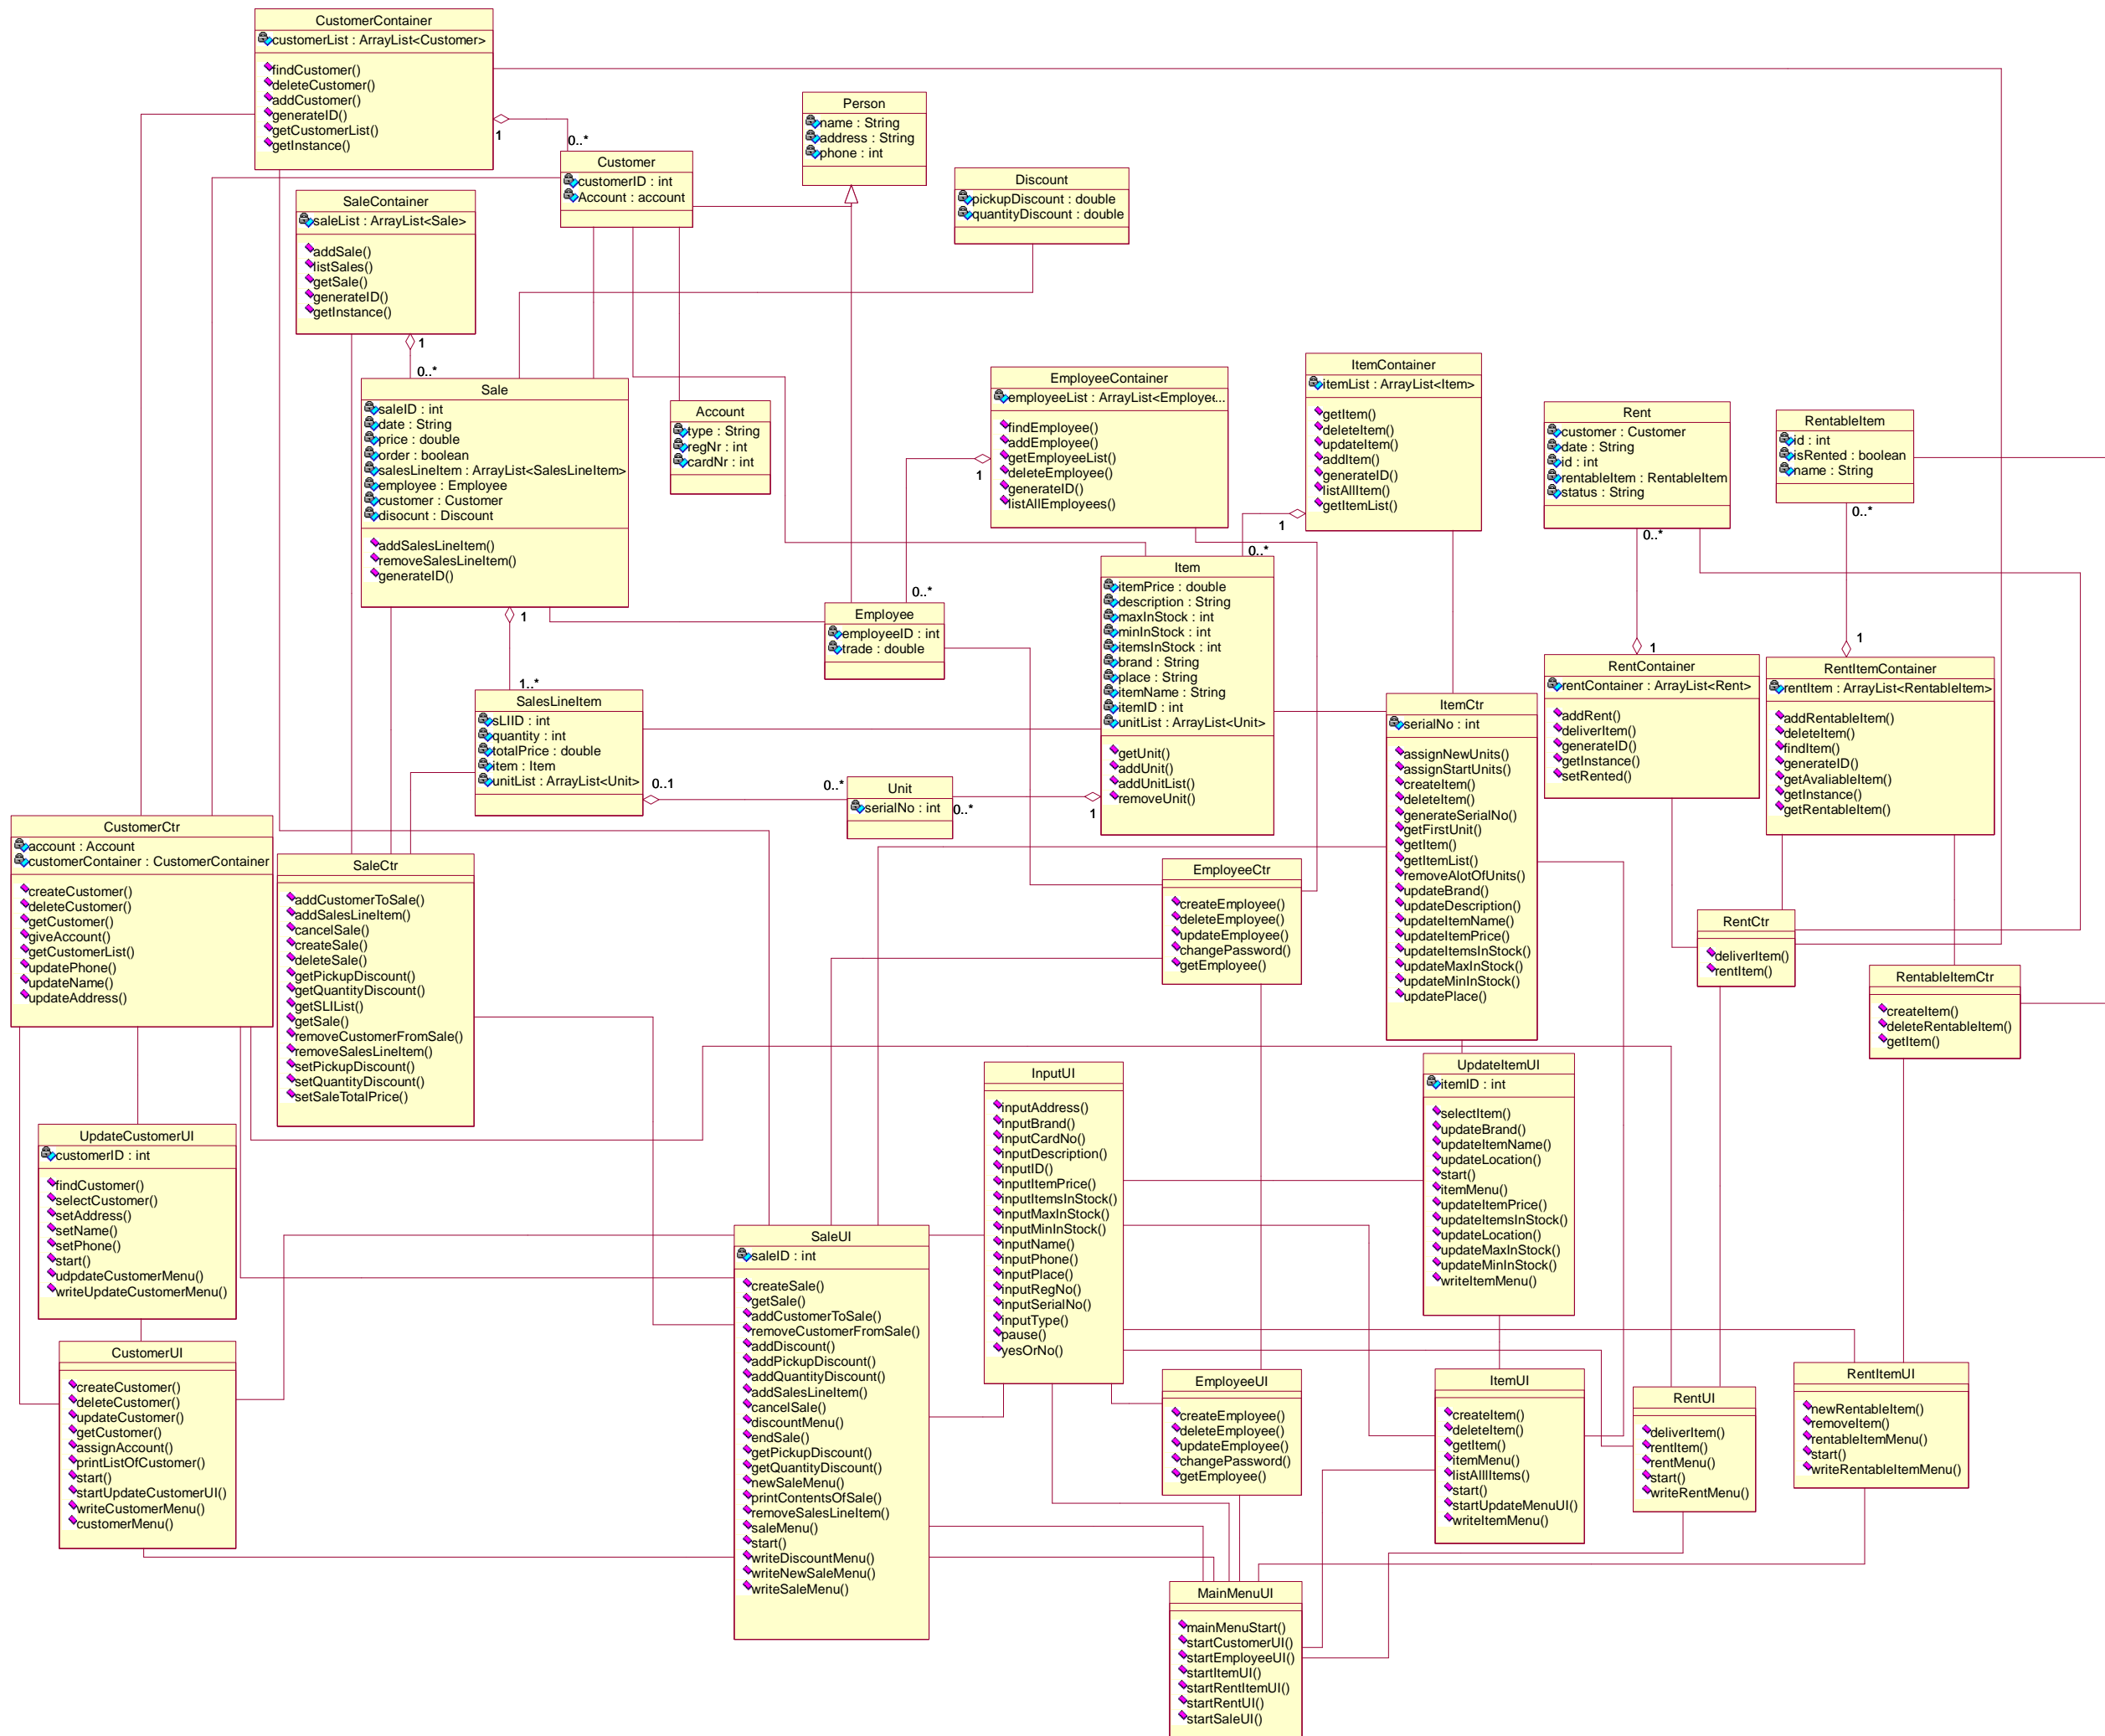 CustomerContainer
customerList : ArrayList<Customer>
findCustomer()
deleteCustomer()
addCustomer()
generateID()
getCustomerList()
getInstance()
1
0..*
Person
name : String
address : String
phone : int
Customer
customerID : int
Account : account
Discount
pickupDiscount : double
quantityDiscount : double
SaleContainer
saleList : ArrayList<Sale>
addSale()
listSales()
getSale()
generateID()
getInstance()
1
0..*
Sale
saleID : int
date : String
price : double
order : boolean
salesLineItem : ArrayList<SalesLineItem>
employee : Employee
customer : Customer
disocunt : Discount
addSalesLineItem()
removeSalesLineItem()
generateID()
1
1..*
Account
type : String
regNr : int
cardNr : int
EmployeeContainer
employeeList : ArrayList<Employee...
findEmployee()
addEmployee()
getEmployeeList()
deleteEmployee()
generateID()
listAllEmployees()
1
0..*
ItemContainer
itemList : ArrayList<Item>
getItem()
deleteItem()
updateItem()
addItem()
generateID()
listAllItem()
getItemList()
1
0..*
Rent
customer : Customer
date : String
id : int
rentableItem : RentableItem
status : String
0..*
1
RentableItem
id : int
isRented : boolean
name : String
0..*
1
Item
itemPrice : double
description : String
maxInStock : int
minInStock : int
itemsInStock : int
brand : String
place : String
itemName : String
itemID : int
unitList : ArrayList<Unit>
getUnit()
addUnit()
addUnitList()
removeUnit()
Employee
employeeID : int
trade : double
RentContainer
rentContainer : ArrayList<Rent>
addRent()
deliverItem()
generateID()
getInstance()
setRented()
RentItemContainer
rentItem : ArrayList<RentableItem>
addRentableItem()
deleteItem()
findItem()
generateID()
getAvaliableItem()
getInstance()
getRentableItem()
SalesLineItem
sLIID : int
quantity : int
totalPrice : double
item : Item
unitList : ArrayList<Unit>
0..1
0..*
Unit
serialNo : int
0..*
1
ItemCtr
serialNo : int
assignNewUnits()
assignStartUnits()
createItem()
deleteItem()
generateSerialNo()
getFirstUnit()
getItem()
getItemList()
removeAlotOfUnits()
updateBrand()
updateDescription()
updateItemName()
updateItemPrice()
updateItemsInStock()
updateMaxInStock()
updateMinInStock()
updatePlace()
CustomerCtr
account : Account
customerContainer : CustomerContainer
createCustomer()
deleteCustomer()
getCustomer()
giveAccount()
getCustomerList()
updatePhone()
updateName()
updateAddress()
SaleCtr
addCustomerToSale()
addSalesLineItem()
cancelSale()
createSale()
deleteSale()
getPickupDiscount()
getQuantityDiscount()
getSLIList()
getSale()
removeCustomerFromSale()
removeSalesLineItem()
setPickupDiscount()
setQuantityDiscount()
setSaleTotalPrice()
EmployeeCtr
createEmployee()
deleteEmployee()
updateEmployee()
changePassword()
getEmployee()
RentCtr
deliverItem()
rentItem()
RentableItemCtr
createItem()
deleteRentableItem()
getItem()
InputUI
inputAddress()
inputBrand()
inputCardNo()
inputDescription()
inputID()
inputItemPrice()
inputItemsInStock()
inputMaxInStock()
inputMinInStock()
inputName()
inputPhone()
inputPlace()
inputRegNo()
inputSerialNo()
inputType()
pause()
yesOrNo()
UpdateItemUI
itemID : int
selectItem()
updateBrand()
updateItemName()
updateLocation()
start()
itemMenu()
updateItemPrice()
updateItemsInStock()
updateLocation()
updateMaxInStock()
updateMinInStock()
writeItemMenu()
UpdateCustomerUI
customerID : int
findCustomer()
selectCustomer()
setAddress()
setName()
setPhone()
start()
udpdateCustomerMenu()
writeUpdateCustomerMenu()
SaleUI
saleID : int
createSale()
getSale()
addCustomerToSale()
removeCustomerFromSale()
addDiscount()
addPickupDiscount()
addQuantityDiscount()
addSalesLineItem()
cancelSale()
discountMenu()
endSale()
getPickupDiscount()
getQuantityDiscount()
newSaleMenu()
printContentsOfSale()
removeSalesLineItem()
saleMenu()
start()
writeDiscountMenu()
writeNewSaleMenu()
writeSaleMenu()
CustomerUI
createCustomer()
deleteCustomer()
updateCustomer()
getCustomer()
assignAccount()
printListOfCustomer()
start()
startUpdateCustomerUI()
writeCustomerMenu()
customerMenu()
EmployeeUI
createEmployee()
deleteEmployee()
updateEmployee()
changePassword()
getEmployee()
ItemUI
createItem()
deleteItem()
getItem()
itemMenu()
listAllIItems()
start()
startUpdateMenuUI()
writeItemMenu()
RentUI
deliverItem()
rentItem()
rentMenu()
start()
writeRentMenu()
RentItemUI
newRentableItem()
removeItem()
rentableItemMenu()
start()
writeRentableItemMenu()
MainMenuUI
mainMenuStart()
startCustomerUI()
startEmployeeUI()
startItemUI()
startRentItemUI()
startRentUI()
startSaleUI()